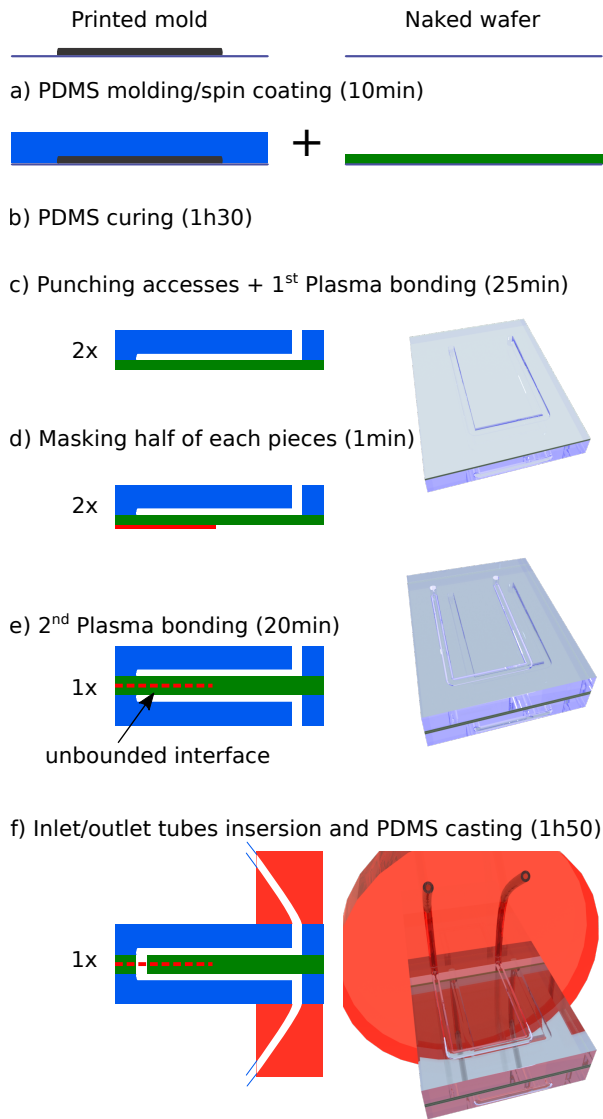 Printed mold
Naked wafer
a) PDMS molding/spin coating (10min)
+
b) PDMS curing (1h30)
c) Punching accesses + 1st Plasma bonding (25min)
2x
d) Masking half of each pieces (1min)
2x
e) 2nd Plasma bonding (20min)
1x
unbounded interface
f) Inlet/outlet tubes insersion and PDMS casting (1h50)
1x